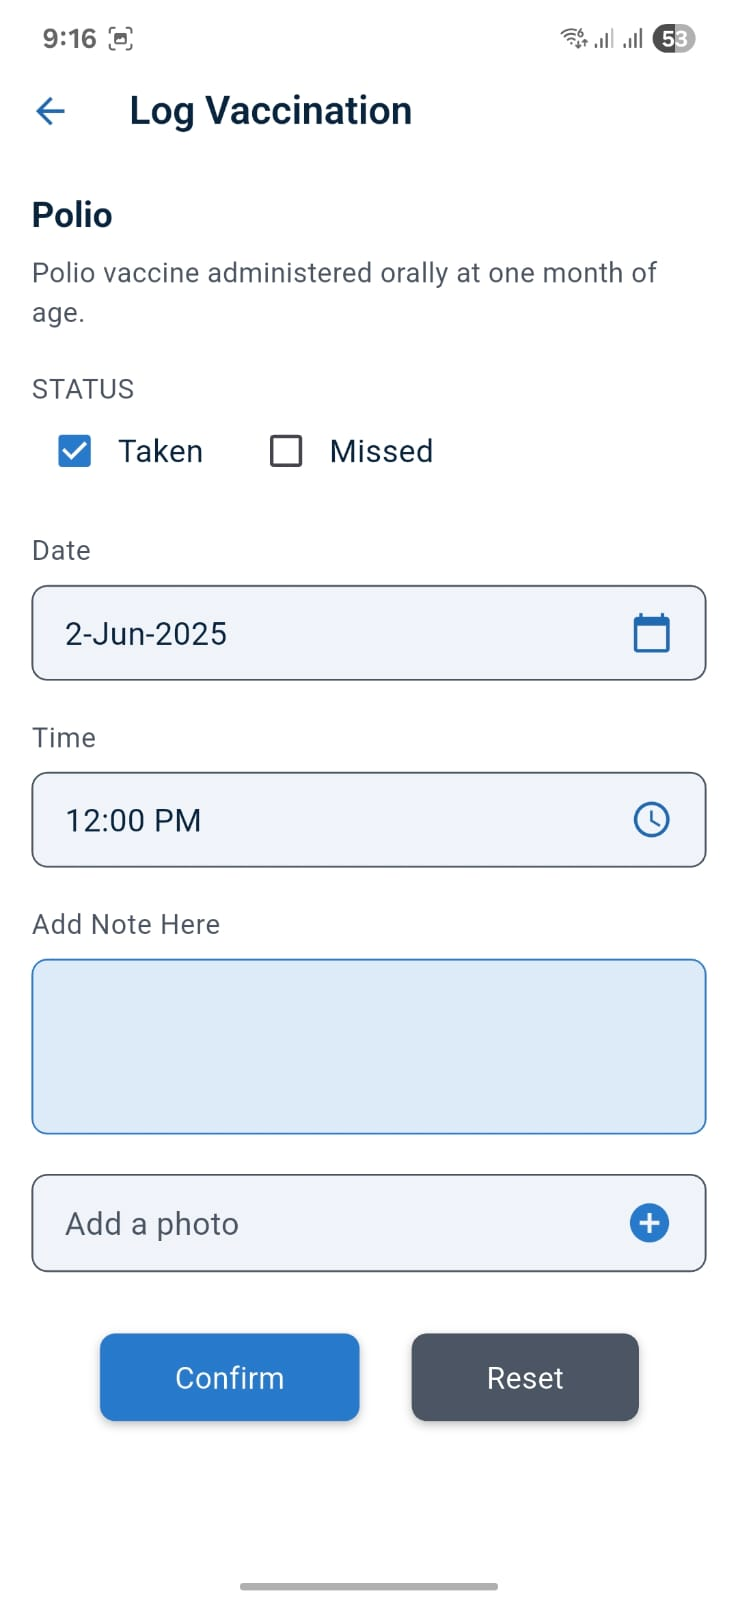 9:16
53
Log Vaccination
Polio
Polio vaccine administered orally at one month of
age.
STATUS
Taken
Missed
Date
2-Jun-2025
Time
12:00 PM
Add Note Here
Add a photo
Confirm
Reset